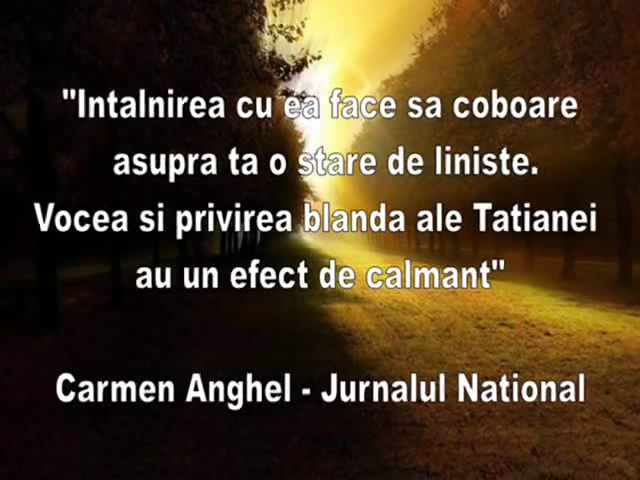 "Intalnirea cu ea face sa coboare
asupra ta o stare de liniste.
Vocea si privirea blanda ale Tatianei
au un efect de calmant"
Carmen Anghel - Jurnalul National